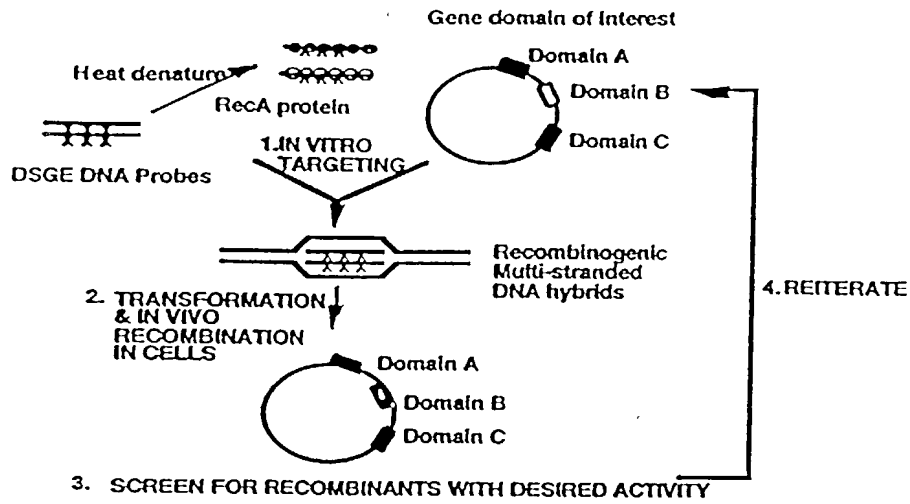 Gene domain of Interest
Domain A
Heat denature
Domain B
RecA protein
Domain C
1.IN VITRO
TARGETING
DSGE DNA Probes
Recombinogenic
Multi-stranded
DNA hybrids
2. TRANSFORMATION
& IN VIVO
RECOMBINATION
IN CELLS
4.REITERATE
Domain A
Domain B
Domain C
3. SCREEN FOR RECOMBINANTS WITH DESIRED ACTIVITY